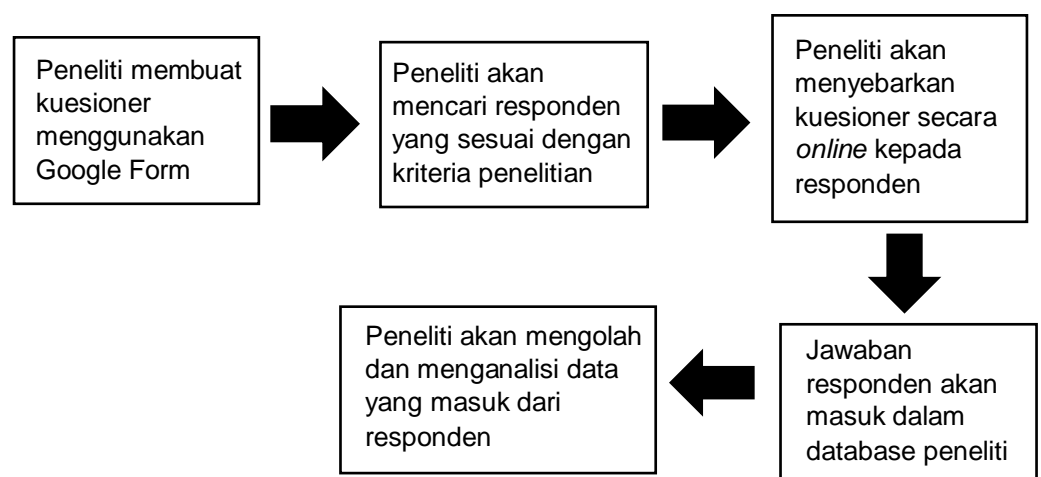 Peneliti membuat
kuesioner
menggunakan
Google Form
Peneliti akan
mencari responden
yang sesuai dengan
kriteria penelitian
Peneliti akan
menyebarkan
kuesioner secara
online kepada
responden
Jawaban
responden akan
masuk dalam
database peneliti
Peneliti akan mengolah
dan menganalisi data
yang masuk dari
responden